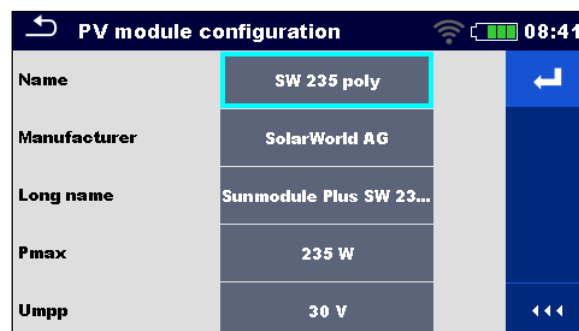 PV module configuration 08:41
Name SW 235 poly
Manufacturer SolarWorld AG
Long name Sunmodule Plus SW 23...
Pmax 235 W
Umpp 30 V